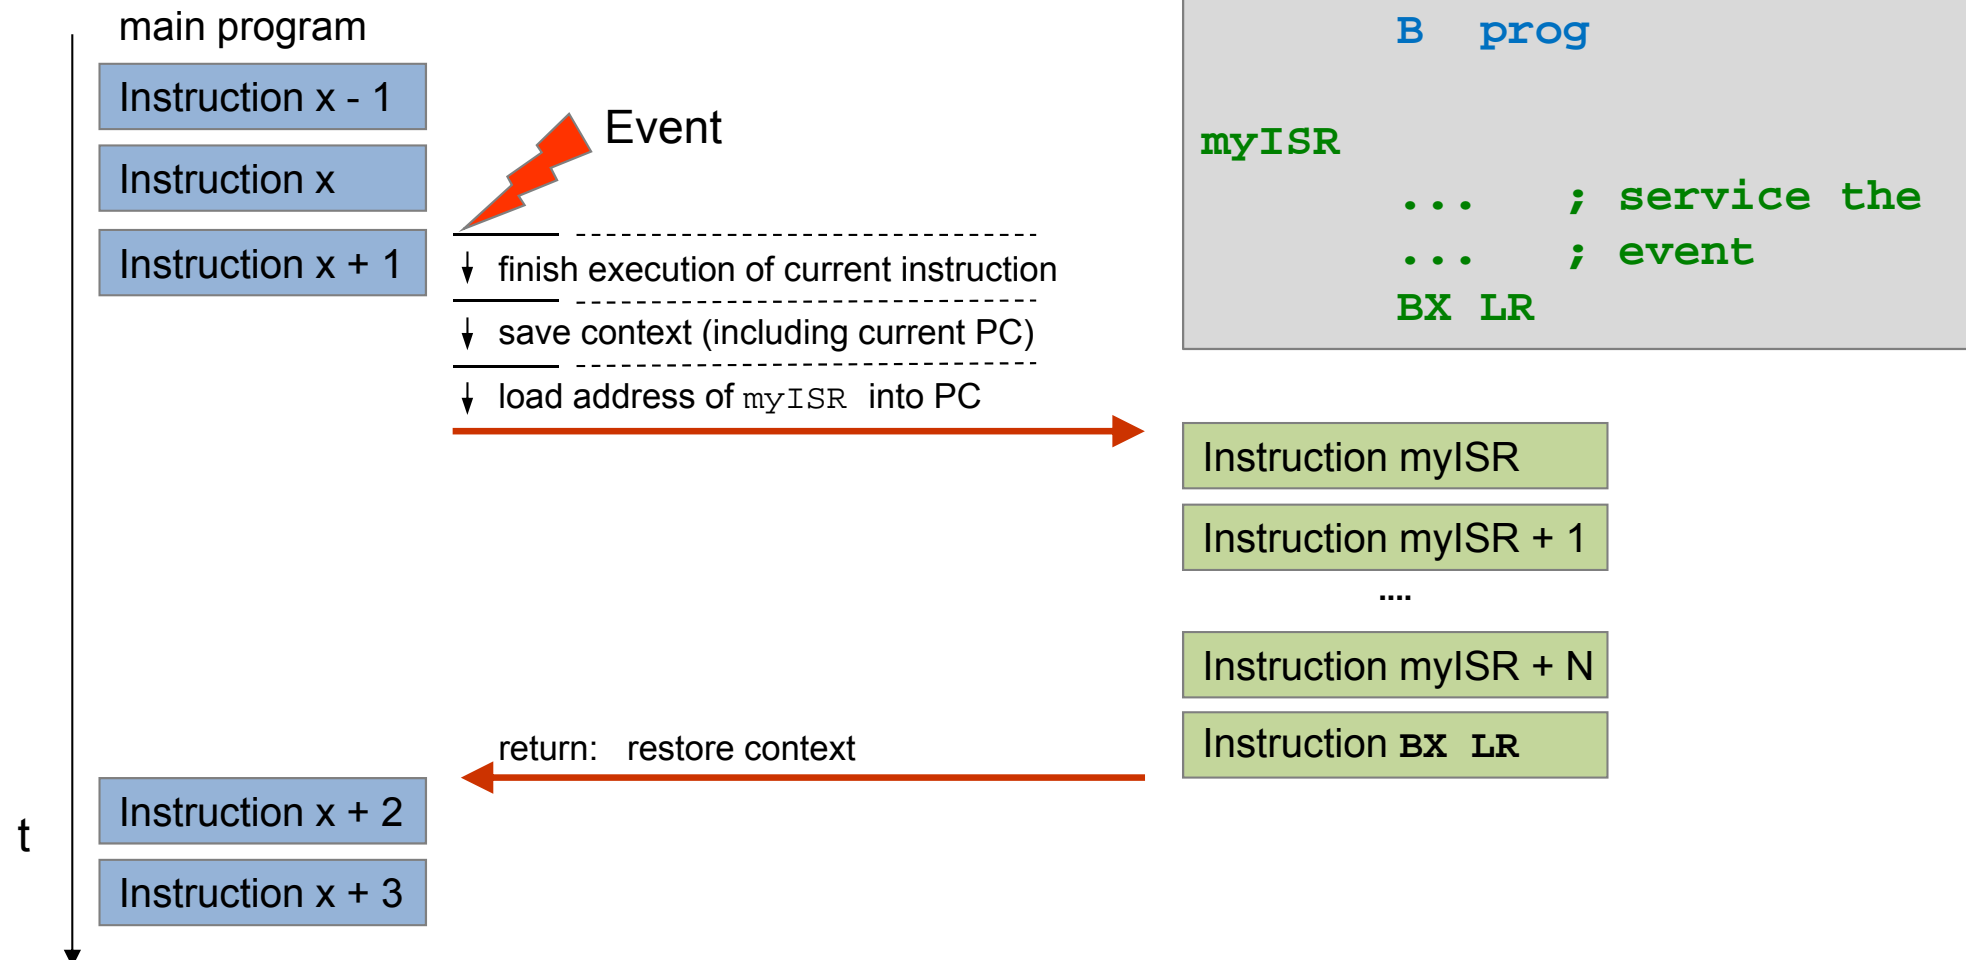 main program
Instruction x - 1
Instruction x
Instruction x + 1
Event
finish execution of current instruction
save context (including current PC)
load address of myISR into PC
B prog
myISR
... ; service the
... ; event
BX LR
Instruction myISR
Instruction myISR + 1
....
Instruction myISR + N
Instruction BX LR
return: restore context
Instruction x + 2
Instruction x + 3
t